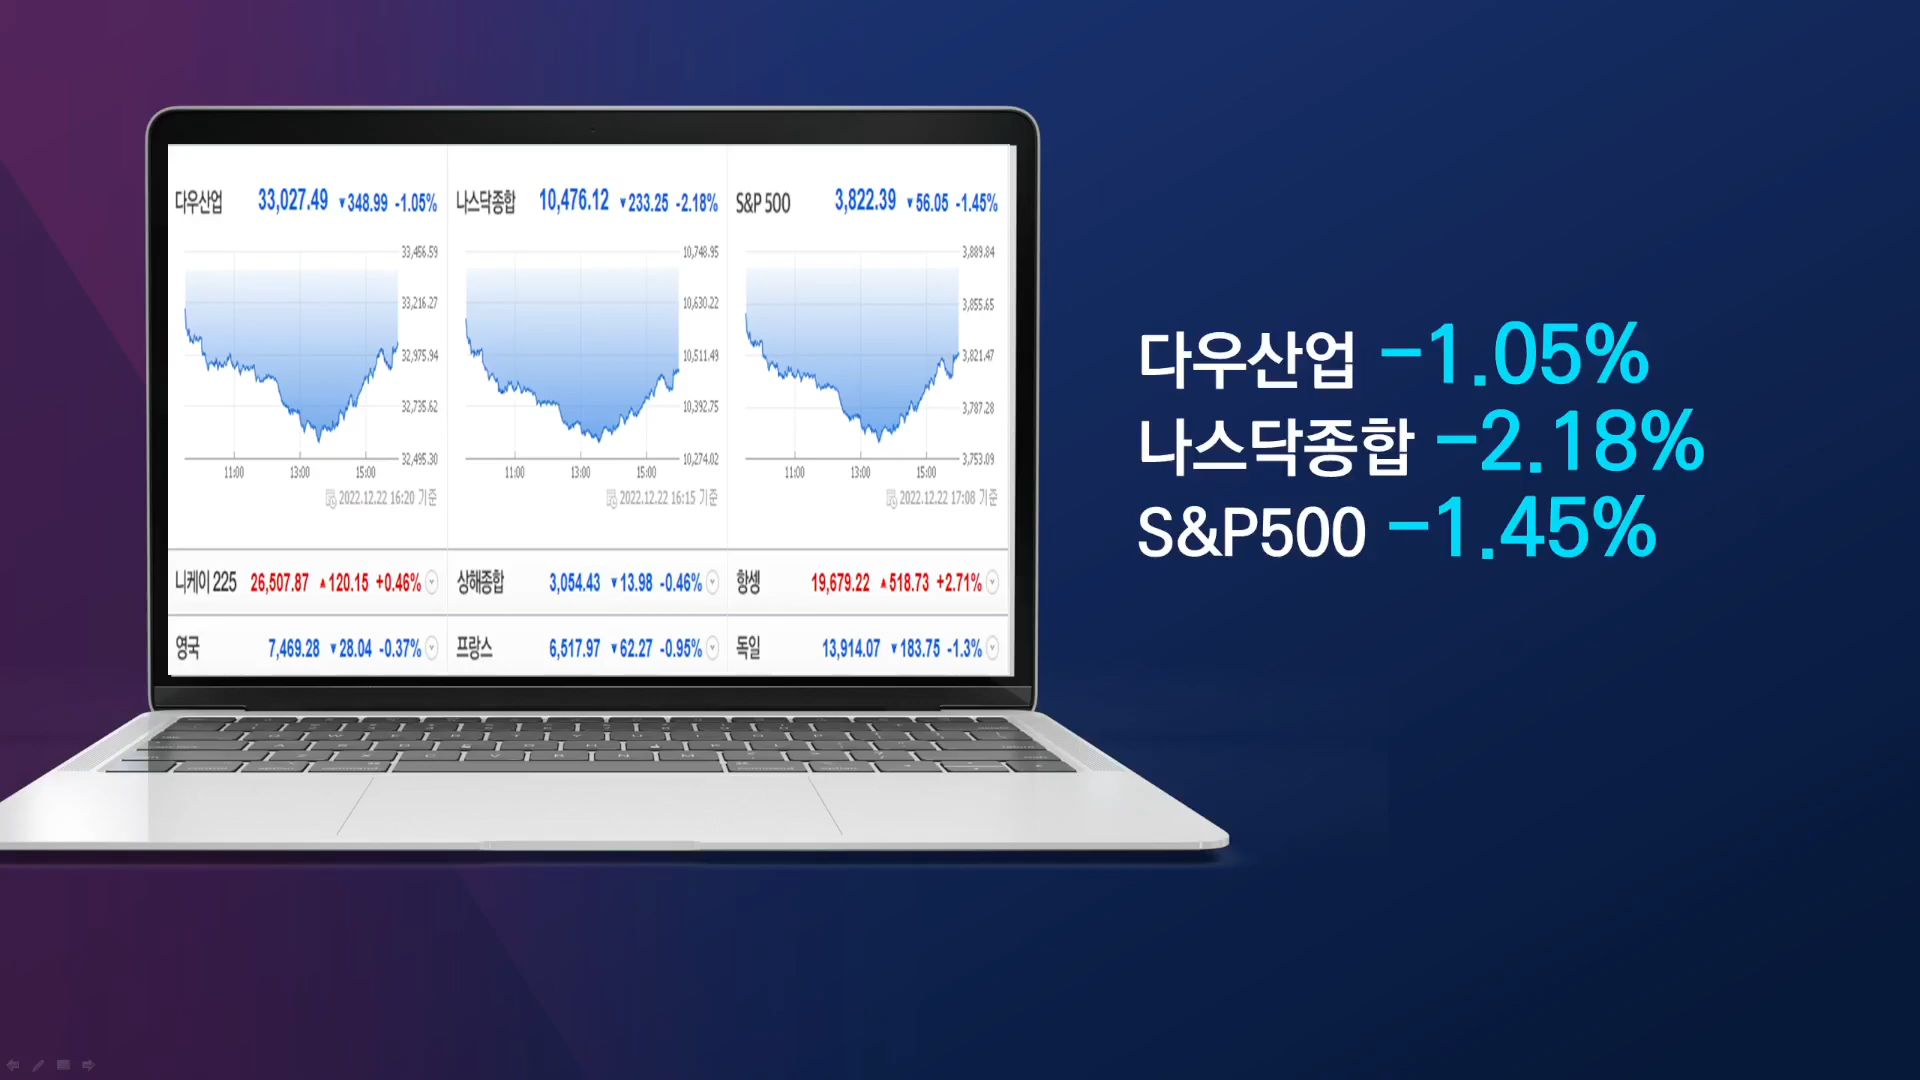 다우산업 33,027.49 ▼348.99 -1.05%
나스닥종합 10,476.12 ▼233.25 -2.18%
S&P 500 3,822.39 ▼56.05 -1.45%
33,456.59
33,216.27
32,975.94
32,735.62
32,495.30
11:00 13:00 15:00
2022.12.22 16:20 기준
10,748.95
10,630.22
10,511.49
10,392.75
10,274.02
11:00 13:00 15:00
2022.12.22 16:15 기준
3,889.84
3,855.65
3,821.47
3,787.28
3,753.09
11:00 13:00 15:00
2022.12.22 17:08 기준
니케이 225 26,507.87 ▲120.15 +0.46%
상해종합 3,054.43 ▼13.98 -0.46%
항셍 19,679.22 ▲518.73 +2.71%
영국 7,469.28 ▼28.04 -0.37%
프랑스 6,517.97 ▼62.27 -0.95%
독일 13,914.07 ▼183.75 -1.3%
다우산업 -1.05%
나스닥종합 -2.18%
S&P500 -1.45%